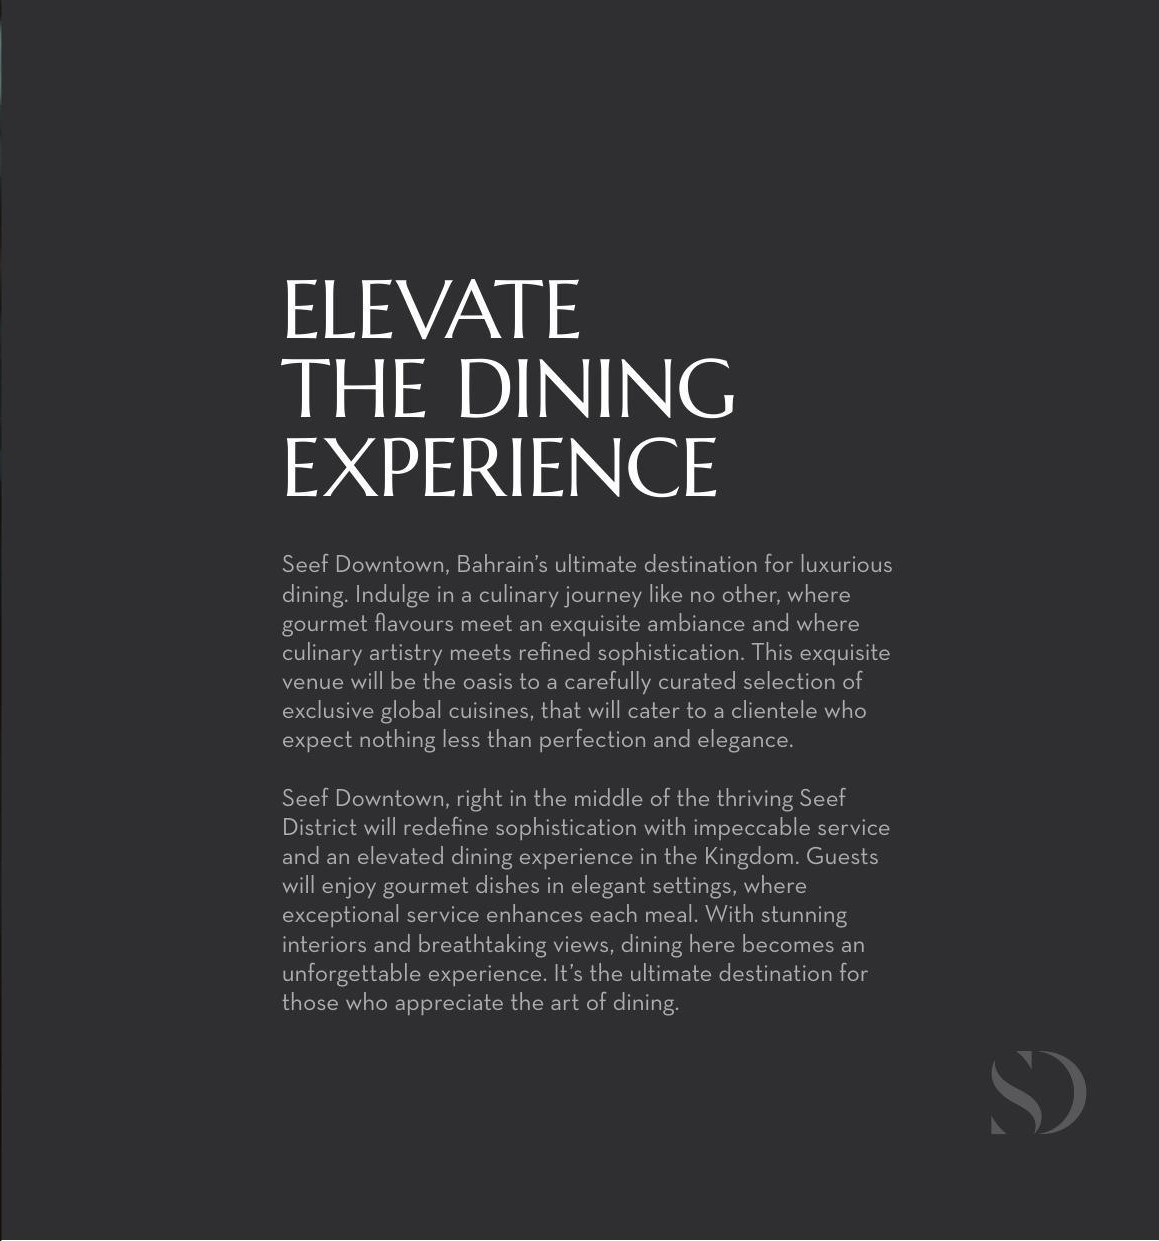 ELEVATE
THE DINING
EXPERIENCE
Seef Downtown, Bahrain’s ultimate destination for luxurious
dining. Indulge in a culinary journey like no other, where
gourmet flavours meet an exquisite ambiance and where
culinary artistry meets refined sophistication. This exquisite
venue will be the oasis to a carefully curated selection of
exclusive global cuisines, that will cater to a clientele who
expect nothing less than perfection and elegance.
Seef Downtown, right in the middle of the thriving Seef
District will redefine sophistication with impeccable service
and an elevated dining experience in the Kingdom. Guests
will enjoy gourmet dishes in elegant settings, where
exceptional service enhances each meal. With stunning
interiors and breathtaking views, dining here becomes an
unforgettable experience. It’s the ultimate destination for
those who appreciate the art of dining.
SD